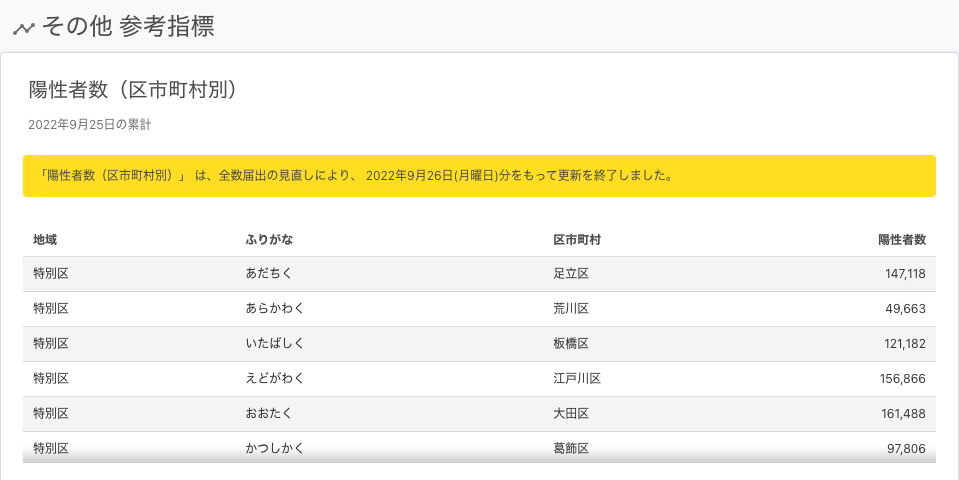 その他 参考指標
陽性者数（区市町村別）
2022年9月25日の累計
「陽性者数（区市町村別）」 は、全数届出の見直しにより、 2022年9月26日(月曜日)分をもって更新を終了しました。
地域 ふりがな 区市町村 陽性者数
特別区 あだちく 足立区 147,118
特別区 あらかわく 荒川区 49,663
特別区 いたばしく 板橋区 121,182
特別区 えどがわく 江戸川区 156,866
特別区 おおたく 大田区 161,488
特別区 かつしかく 葛飾区 97,806